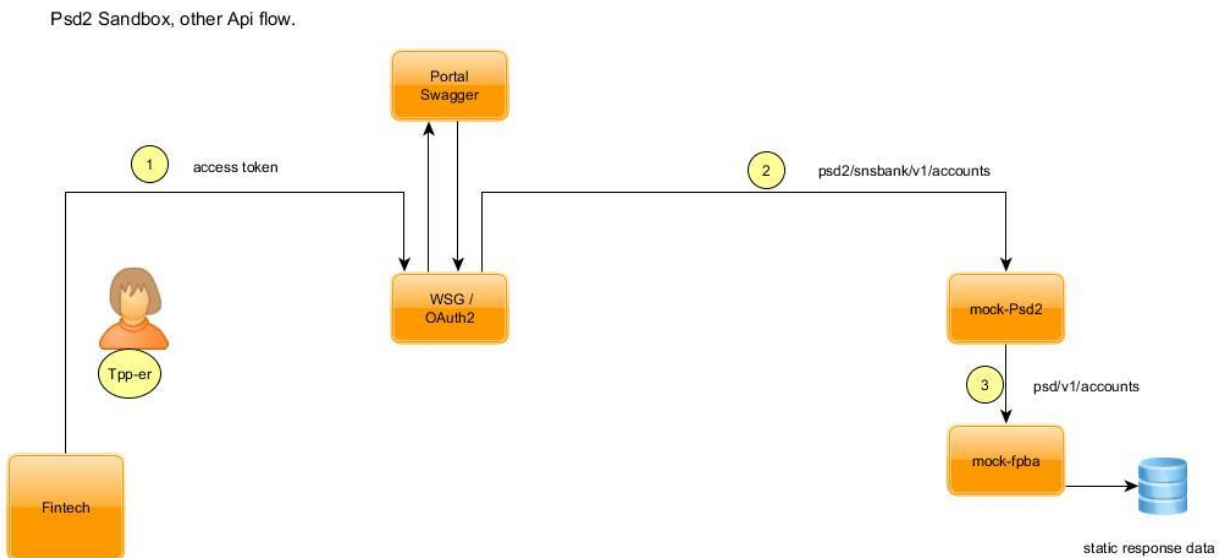 Psd2 Sandbox, other Api flow.
Portal
Swagger
1
access token
2
psd2/snsbank/v1/accounts
WSG /
OAuth2
mock-Psd2
Tpp-er
3
psd/v1/accounts
mock-fpba
Fintech
static response data